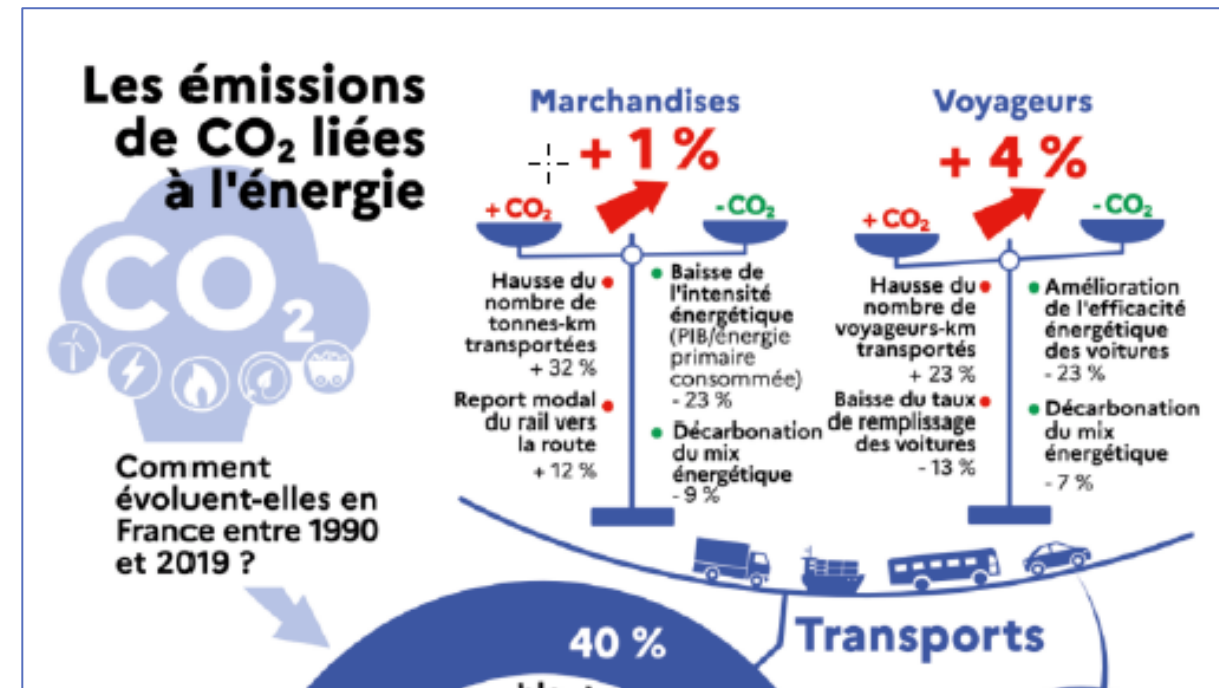 Les émissions
de CO₂ liées
à l'énergie
CO₂
Comment
évoluent-elles en
France entre 1990
et 2019 ?
Marchandises
+ 1 %
+ CO₂
- CO₂
Hausse du
nombre de
tonnes-km
transportées
+ 32 %
Report modal
du rail vers
la route
+ 12 %
Baisse de
l'intensité
énergétique
(PIB/énergie
primaire
consommée)
- 23 %
Décarbonation
du mix
énergétique
- 9 %
Voyageurs
+ 4 %
+ CO₂
- CO₂
Hausse du
nombre de
voyageurs-km
transportés
+ 23 %
Baisse du taux
de remplissage
des voitures
- 13 %
Amélioration
de l'efficacité
énergétique
des voitures
- 23 %
Décarbonation
du mix
énergétique
- 7 %
Transports
40 %